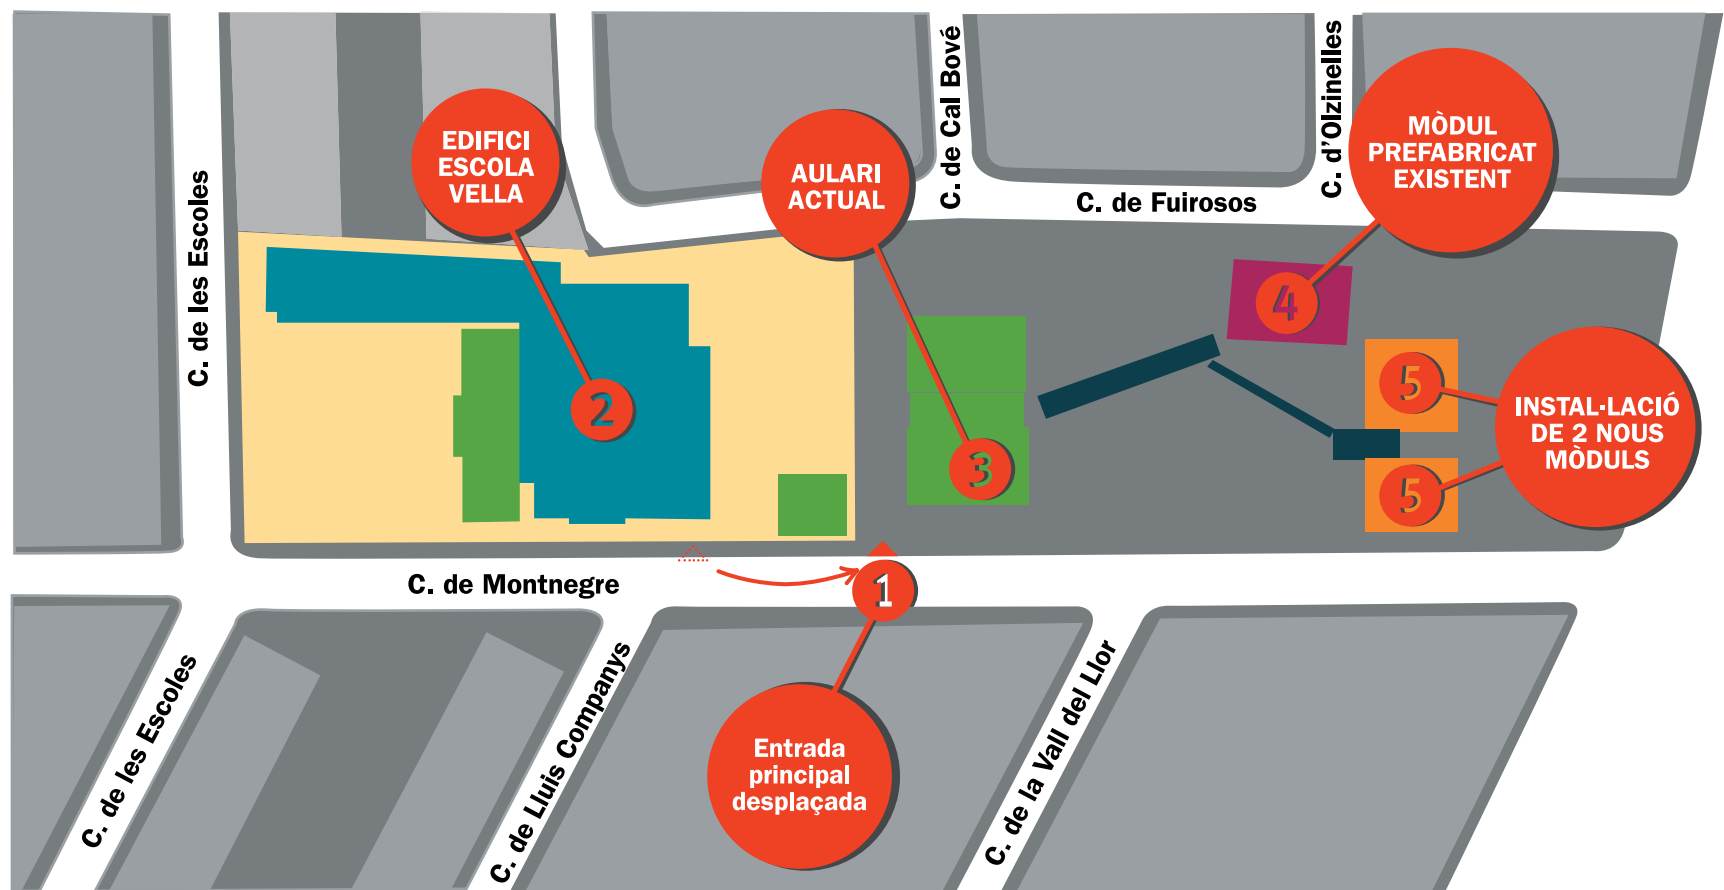 C. de les Escoles
EDIFICI
ESCOLA
VELLA
AULARI
ACTUAL
C. de Cal Bové
C. de Fuirosos
C. d'Olzinelles
MÒDUL
PREFABRICAT
EXISTENT
2
3
4
5
5
INSTAL·LACIÓ
DE 2 NOUS
MÒDULS
C. de Montnegre
1
C. de les Escoles
C. de Lluis Companys
Entrada
principal
desplaçada
C. de la Vall del Llor